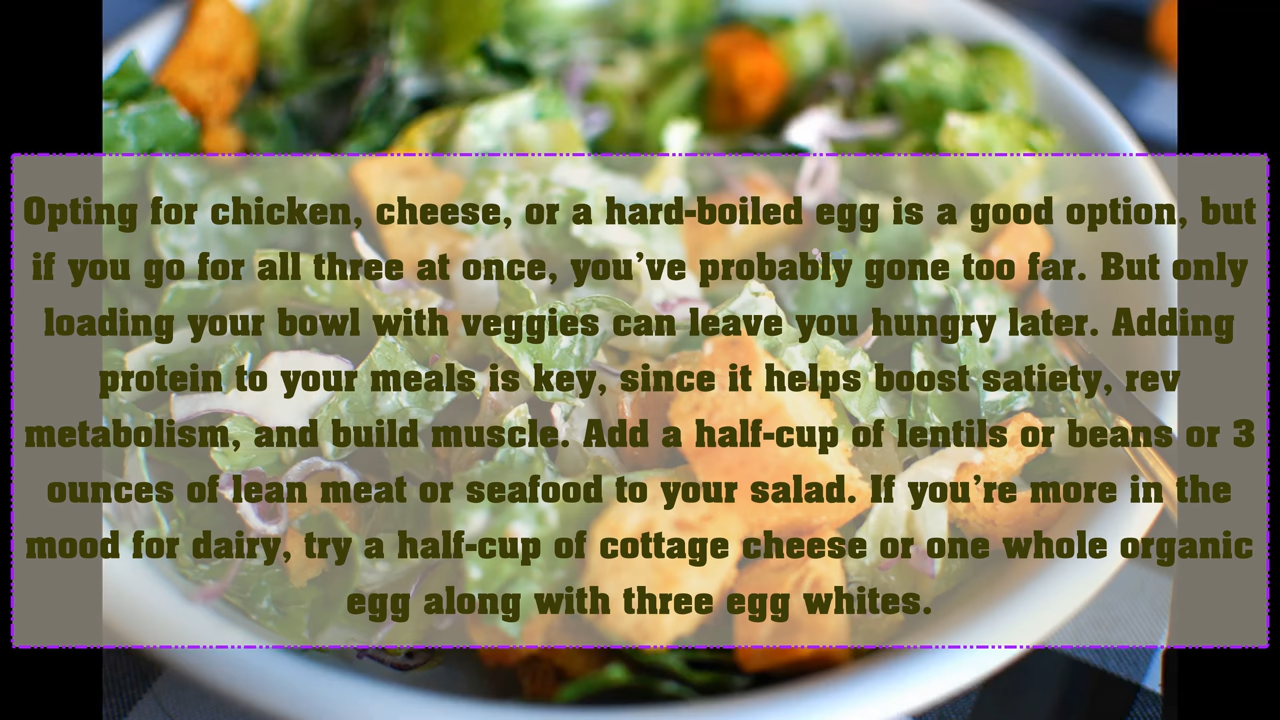 Opting for chicken, cheese, or a hard-boiled egg is a good option, but
if you go for all three at once, you’ve probably gone too far. But only
loading your bowl with veggies can leave you hungry later. Adding
protein to your meals is key, since it helps boost satiety, rev
metabolism, and build muscle. Add a half-cup of lentils or beans or 3
ounces of lean meat or seafood to your salad. If you’re more in the
mood for dairy, try a half-cup of cottage cheese or one whole organic
egg along with three egg whites.